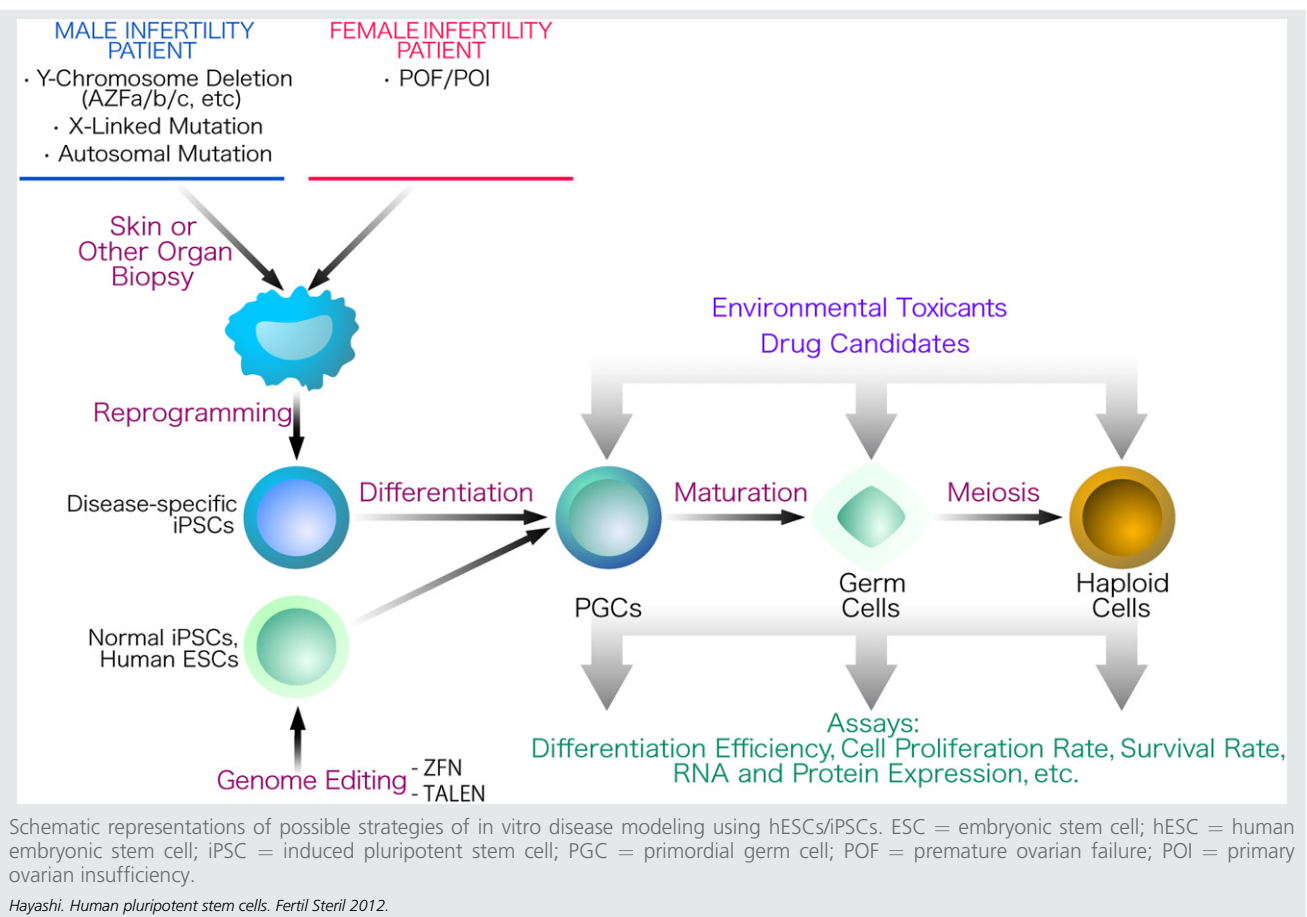 MALE INFERTILITY
PATIENT
· Y-Chromosome Deletion
(AZFa/b/c, etc)
· X-Linked Mutation
· Autosomal Mutation
FEMALE INFERTILITY
PATIENT
· POF/POI
Skin or
Other Organ
Biopsy
Environmental Toxicants
Drug Candidates
Reprogramming
Disease-specific
iPSCs
Differentiation
Maturation
Meiosis
PGCs
Germ
Cells
Haploid
Cells
Normal iPSCs,
Human ESCs
Genome Editing
- ZFN
- TALEN
Assays:
Differentiation Efficiency, Cell Proliferation Rate, Survival Rate,
RNA and Protein Expression, etc.
Schematic representations of possible strategies of in vitro disease modeling using hESCs/iPSCs. ESC = embryonic stem cell; hESC = human
embryonic stem cell; iPSC = induced pluripotent stem cell; PGC = primordial germ cell; POF = premature ovarian failure; POI = primary
ovarian insufficiency.
Hayashi. Human pluripotent stem cells. Fertil Steril 2012.